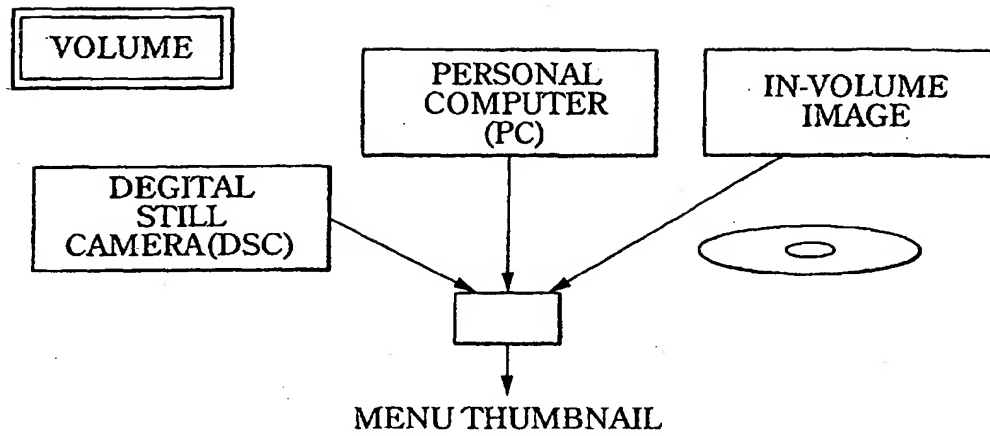 VOLUME
PERSONAL
COMPUTER
(PC)
IN-VOLUME
IMAGE
DEGITAL
STILL
CAMERA(DSC)
MENU THUMBNAIL